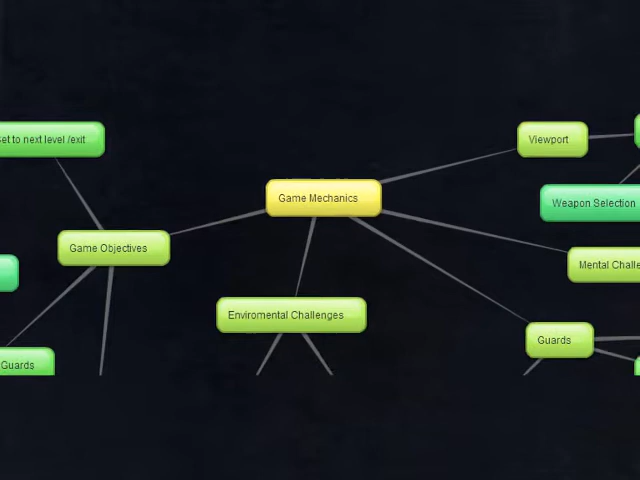 Get to next level /exit
Viewport
Game Mechanics
Weapon Selection
Game Objectives
Mental Challe
Enviromental Challenges
Guards
Guards